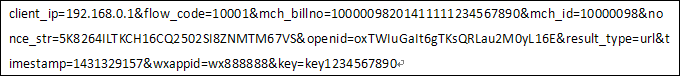 client_ip=192.168.0.1&flow_code=10001&mch_billno=10000098201411111234567890&mch_id=10000098&no
nce_str=5K8264ILTKCH16CQ2502SI8ZNMTM67VS&openid=oxTWIuGaIt6gTKsQRLau2M0yL16E&result_type=url&t
imestamp=1431329157&wxappid=wx888888&key=key1234567890